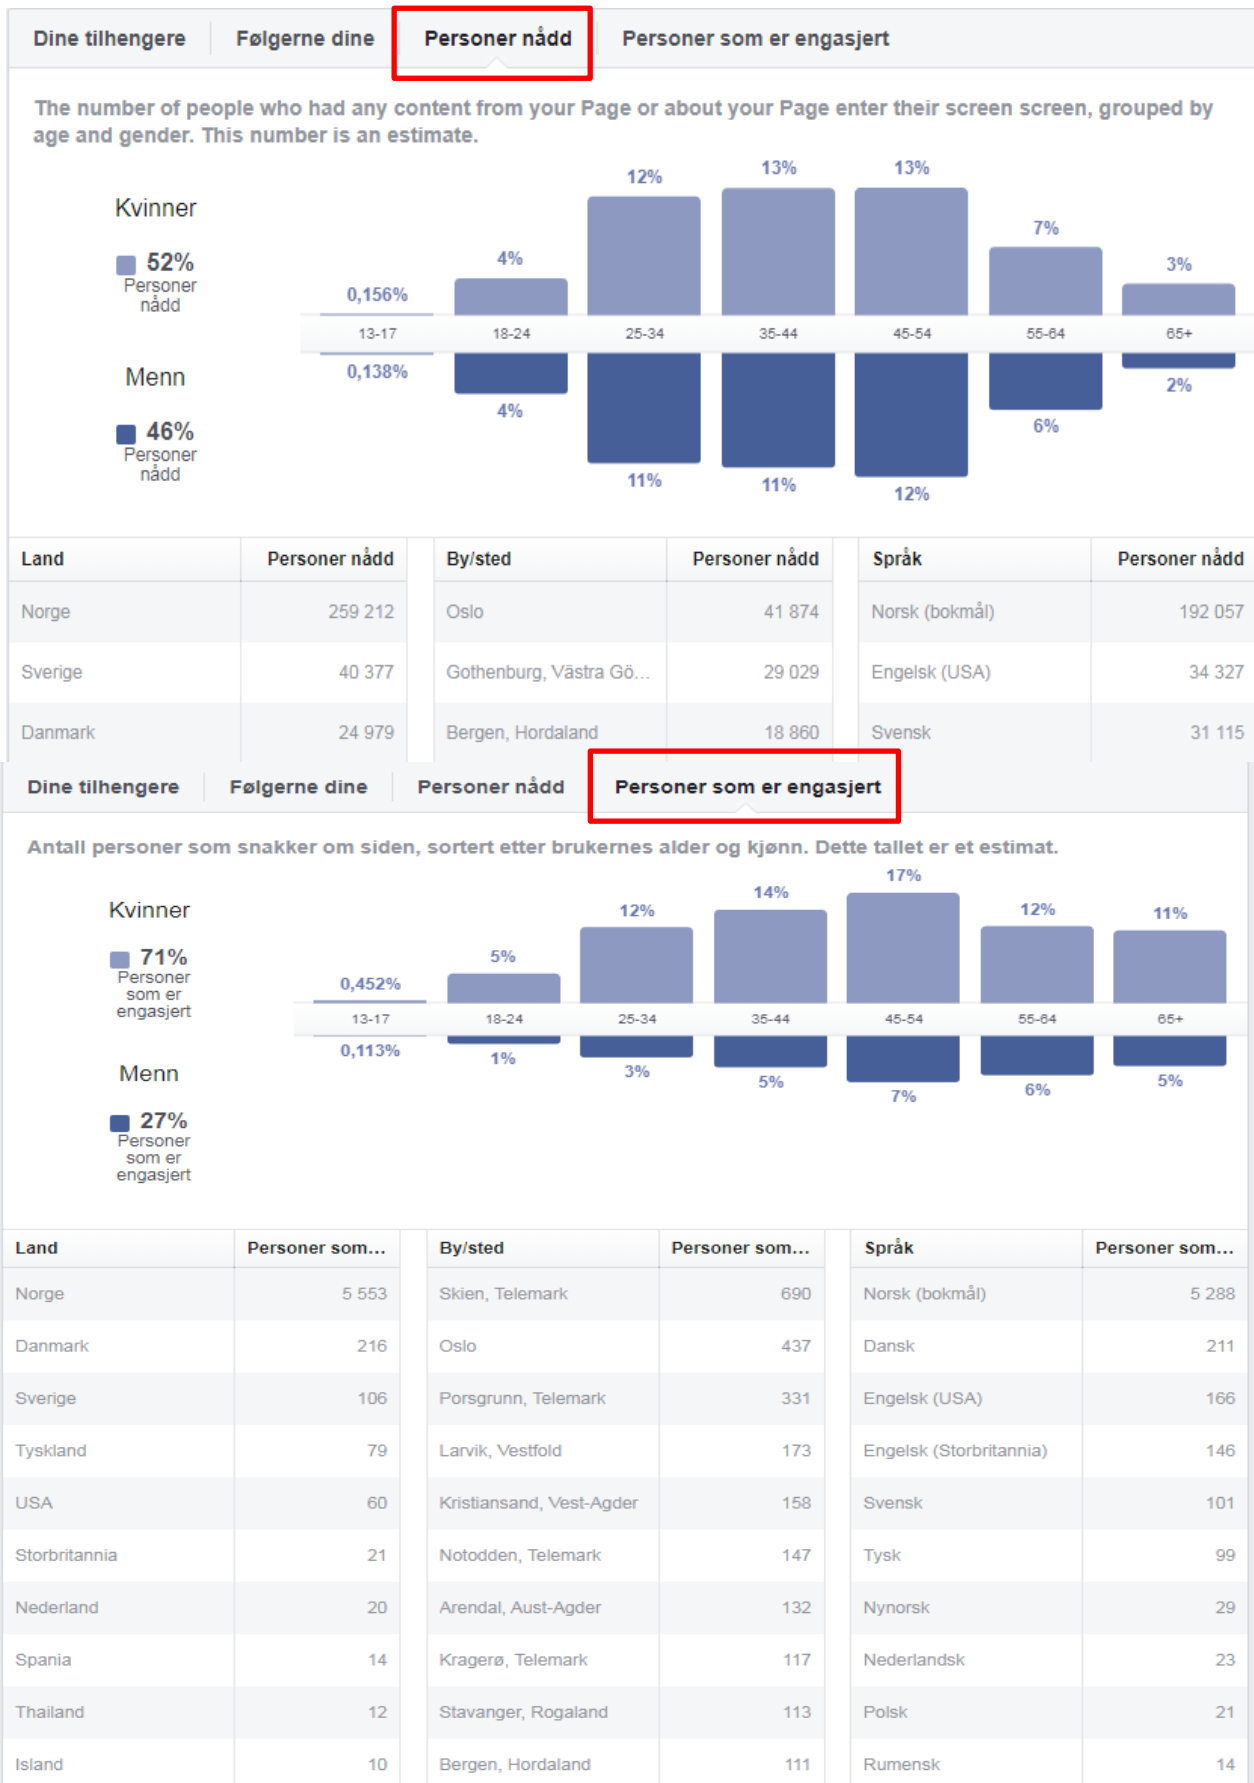 Dine tilhengere Følgerne dine Personer nådd Personer som er engasjert
The number of people who had any content from your Page or about your Page enter their screen screen, grouped by
age and gender. This number is an estimate.
Kvinner
52%
Personer
nådd
Menn
46%
Personer
nådd
0,156% 4% 12% 13% 13% 7% 3%
13-17 18-24 25-34 35-44 45-54 55-64 65+
0,138% 4% 11% 11% 12% 6% 2%
Land Personer nådd By/sted Personer nådd Språk Personer nådd
Norge 259 212 Oslo 41 874 Norsk (bokmål) 192 057
Sverige 40 377 Gothenburg, Västra Gö... 29 029 Engelsk (USA) 34 327
Danmark 24 979 Bergen, Hordaland 18 860 Svensk 31 115
Dine tilhengere Følgerne dine Personer nådd Personer som er engasjert
Antall personer som snakker om siden, sortert etter brukernes alder og kjønn. Dette tallet er et estimat.
Kvinner
71%
Personer
som er
engasjert
Menn
27%
Personer
som er
engasjert
0,452% 5% 12% 14% 17% 12% 11%
13-17 18-24 25-34 35-44 45-54 55-64 65+
0,113% 1% 3% 5% 7% 6% 5%
Land Personer som... By/sted Personer som... Språk Personer som...
Norge 5 553 Skien, Telemark 690 Norsk (bokmål) 5 288
Danmark 216 Oslo 437 Dansk 211
Sverige 106 Porsgrunn, Telemark 331 Engelsk (USA) 166
Tyskland 79 Larvik, Vestfold 173 Engelsk (Storbritannia) 146
USA 60 Kristiansand, Vest-Agder 158 Svensk 101
Storbritannia 21 Notodden, Telemark 147 Tysk 99
Nederland 20 Arendal, Aust-Agder 132 Nynorsk 29
Spania 14 Kragerø, Telemark 117 Nederlandsk 23
Thailand 12 Stavanger, Rogaland 113 Polsk 21
Island 10 Bergen, Hordaland 111 Rumensk 14